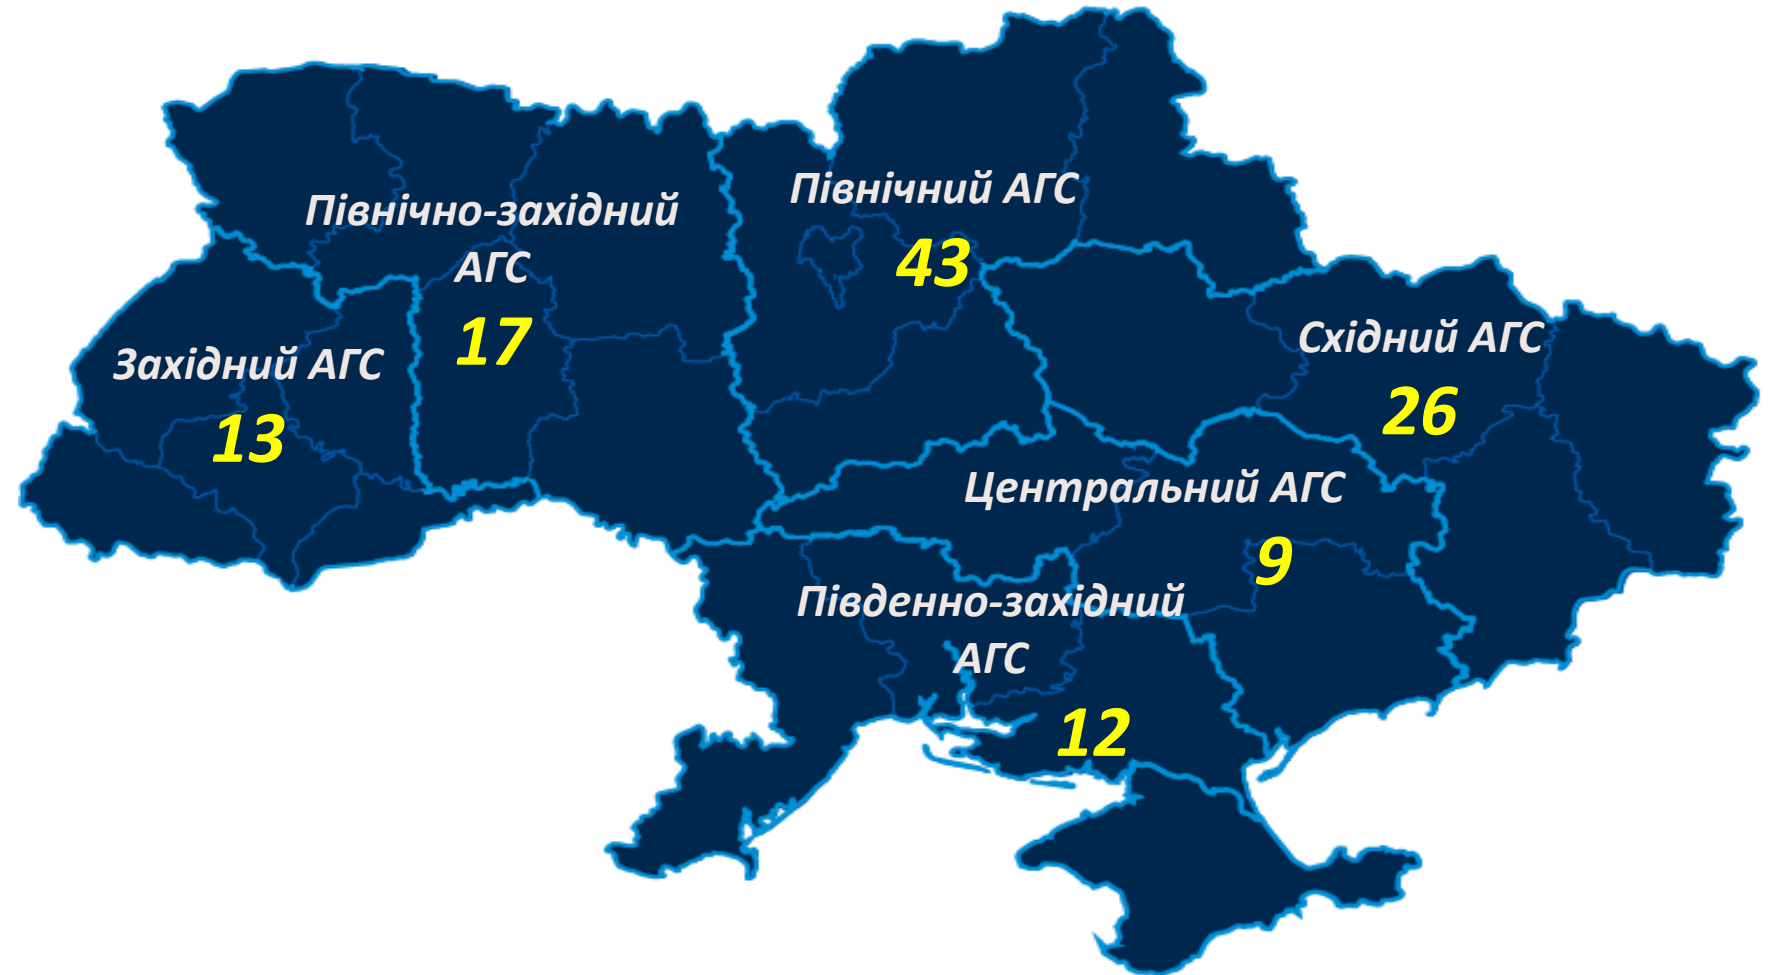 Північний АГС
43
Північно-західний
АГС
17
Східний АГС
26
Західний АГС
13
Центральний АГС
9
Південно-західний
АГС
12